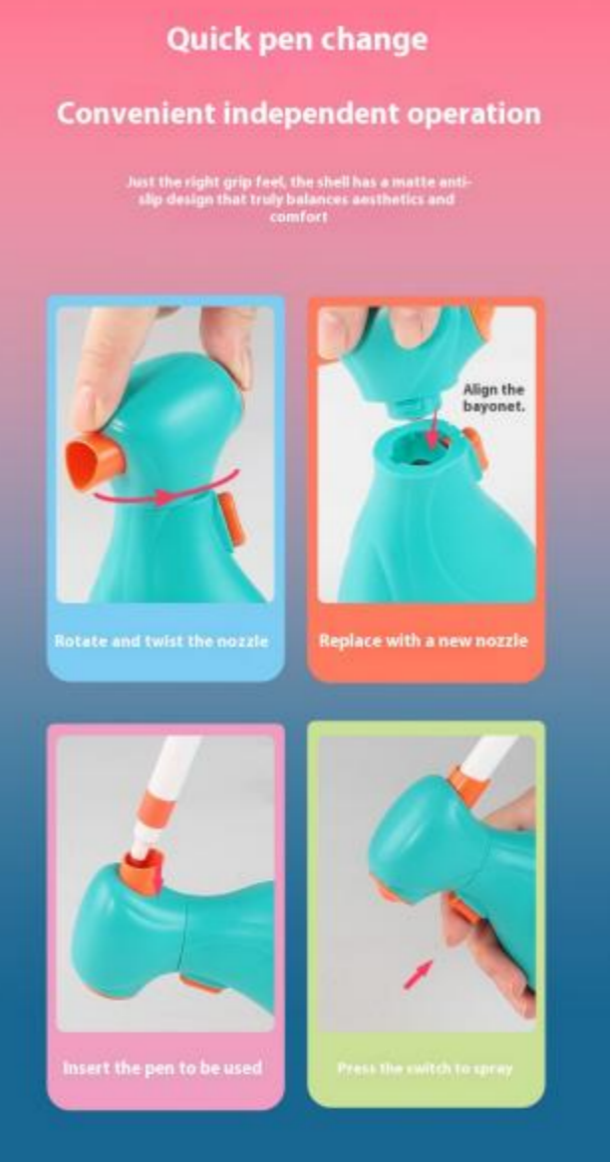 Quick pen change
Convenient independent operation
Just the right grip feel, the shell has a matte anti-
slip design that truly balances aesthetics and
comfort
Align the
bayonet.
Rotate and twist the nozzle
Replace with a new nozzle
Insert the pen to be used
Press the switch to spray